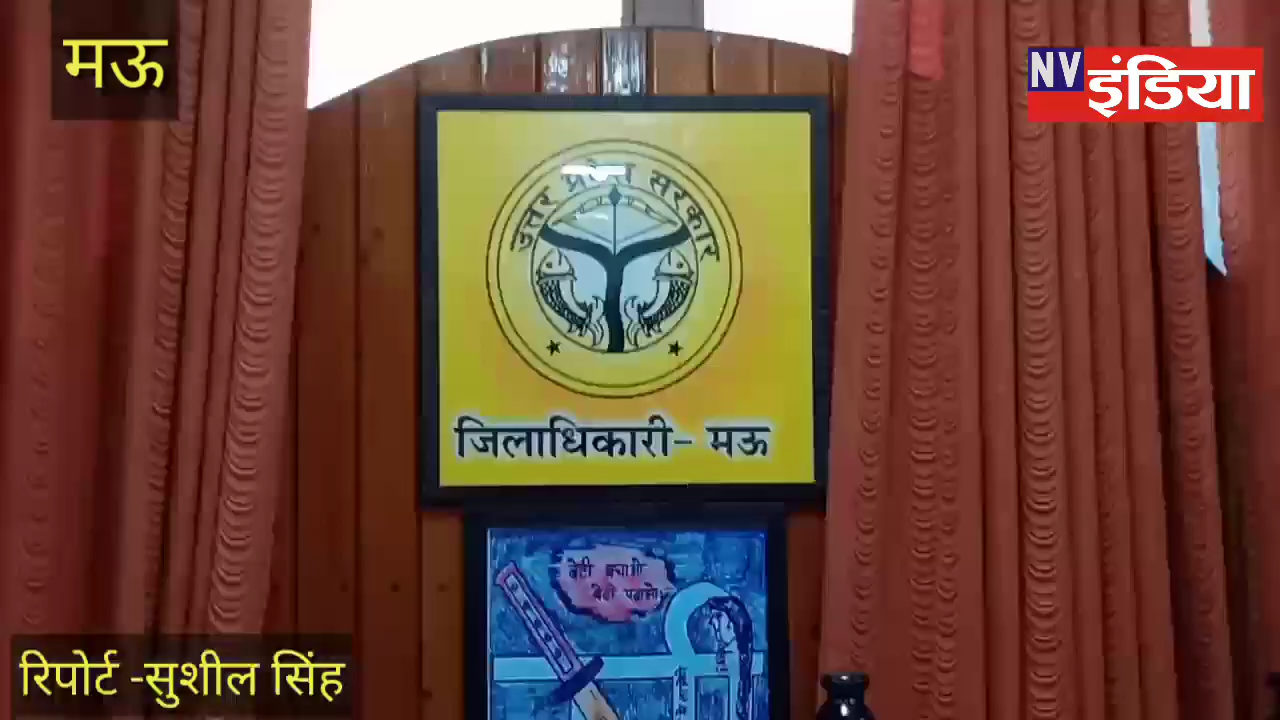 मऊ
NV इंडिया
उत्तर प्रदेश सरकार
जिलाधिकारी- मऊ
बेटी बचाओ
बेटी पढ़ाओ
रिपोर्ट -सुशील सिंह